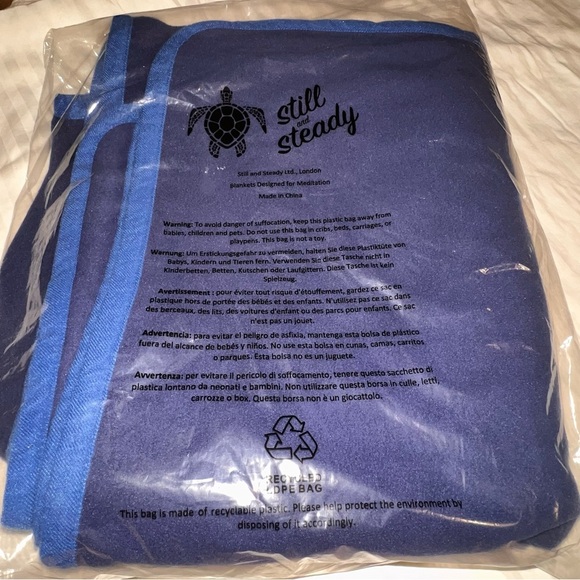 still
and
steady
Still and Steady Ltd., London
Blankets Designed for Meditation
Made in China
Warning: To avoid danger of suffocation, keep this plastic bag away from
babies, children and pets. Do not use this bag in cribs, beds, carriages, or
playpens. This bag is not a toy.
Warnung: Um Erstickungsgefahr zu vermeiden, halten Sie diese Plastiktüte von
Babys, Kindern und Tieren fern. Verwenden Sie diese Tasche nicht in
Kinderbetten, Betten, Kutschen oder Laufgittern. Diese Tasche ist kein
Spielzeug.
Avertissement : pour éviter tout risque d'étouffement, gardez ce sac en
plastique hors de portée des bébés et des enfants. N'utilisez pas ce sac dans
des berceaux, des lits, des voitures d'enfant ou des parcs pour enfants. Ce sac
n'est pas un jouet.
Advertencia: para evitar el peligro de asfixia, mantenga esta bolsa de plástico
fuera del alcance de bebés y niños. No use esta bolsa en cunas, camas, carritos
o parques. Esta bolsa no es un juguete.
Avvertenza: per evitare il pericolo di soffocamento, tenere questo sacchetto di
plastica lontano da neonati e bambini. Non utilizzare questa borsa in culle, letti,
carrozze o box. Questa borsa non è un giocattolo.
RECYCLED
LDPE BAG
This bag is made of recyclable plastic. Please help protect the environment by
disposing of it accordingly.